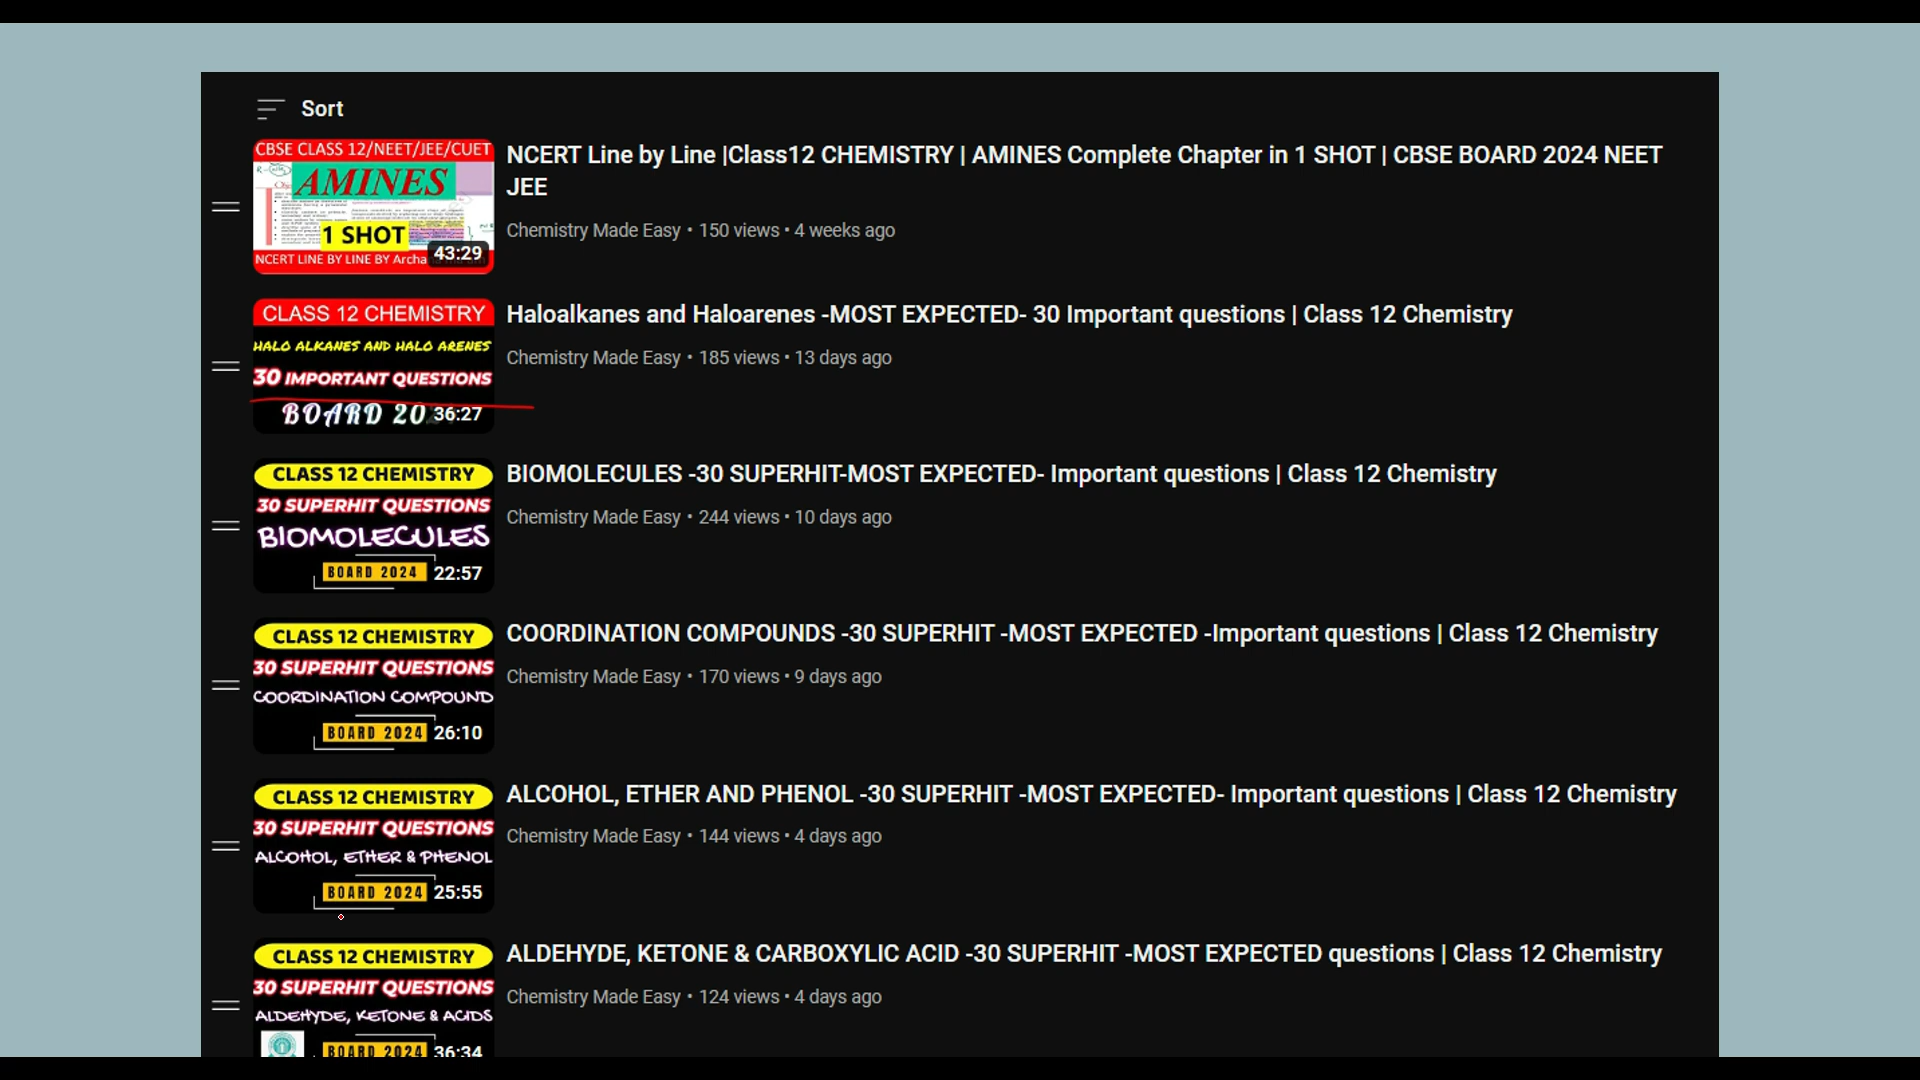 Sort
CBSE CLASS 12/NEET/JEE/CUET
AMINES
1 SHOT
43:29
NCERT LINE BY LINE BY Archa
NCERT Line by Line |Class12 CHEMISTRY | AMINES Complete Chapter in 1 SHOT | CBSE BOARD 2024 NEET
JEE
Chemistry Made Easy • 150 views • 4 weeks ago
CLASS 12 CHEMISTRY
HALO ALKANES AND HALO ARENES
30 IMPORTANT QUESTIONS
BOARD 20
36:27
Haloalkanes and Haloarenes -MOST EXPECTED- 30 Important questions | Class 12 Chemistry
Chemistry Made Easy • 185 views • 13 days ago
CLASS 12 CHEMISTRY
30 SUPERHIT QUESTIONS
BIOMOLECULES
BOARD 2024
22:57
BIOMOLECULES -30 SUPERHIT-MOST EXPECTED- Important questions | Class 12 Chemistry
Chemistry Made Easy • 244 views • 10 days ago
CLASS 12 CHEMISTRY
30 SUPERHIT QUESTIONS
COORDINATION COMPOUND
BOARD 2024
26:10
COORDINATION COMPOUNDS -30 SUPERHIT -MOST EXPECTED -Important questions | Class 12 Chemistry
Chemistry Made Easy • 170 views • 9 days ago
CLASS 12 CHEMISTRY
30 SUPERHIT QUESTIONS
ALCOHOL, ETHER & PHENOL
BOARD 2024
25:55
ALCOHOL, ETHER AND PHENOL -30 SUPERHIT -MOST EXPECTED- Important questions | Class 12 Chemistry
Chemistry Made Easy • 144 views • 4 days ago
CLASS 12 CHEMISTRY
30 SUPERHIT QUESTIONS
ALDEHYDE, KETONE & ACIDS
BOARD 2024
36:34
ALDEHYDE, KETONE & CARBOXYLIC ACID -30 SUPERHIT -MOST EXPECTED questions | Class 12 Chemistry
Chemistry Made Easy • 124 views • 4 days ago